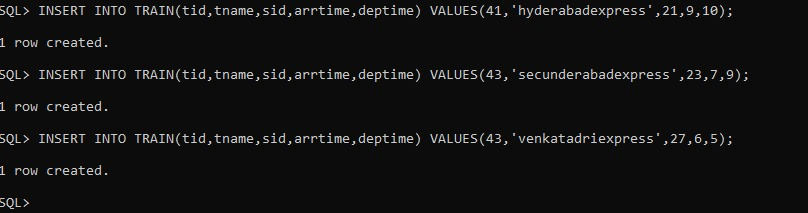 SQL> INSERT INTO TRAIN(tid,tname,sid,arrtime,deptime) VALUES(41,'hyderabadexpress',21,9,10);
1 row created.
SQL> INSERT INTO TRAIN(tid,tname,sid,arrtime,deptime) VALUES(43,'secunderabadexpress',23,7,9);
1 row created.
SQL> INSERT INTO TRAIN(tid,tname,sid,arrtime,deptime) VALUES(43,'venkatadriexpress',27,6,5);
1 row created.
SQL>